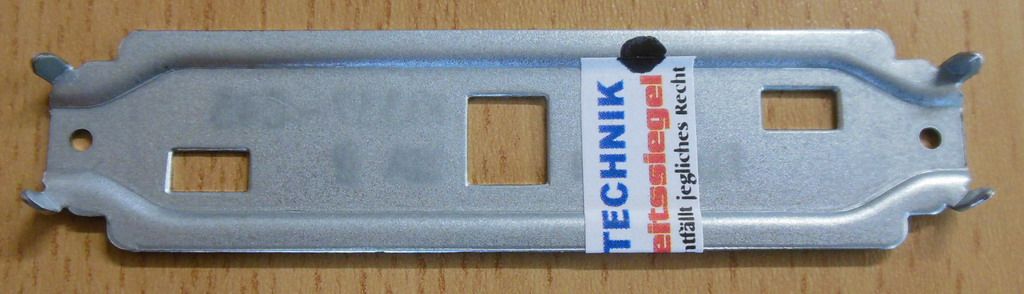 TECHNIK
eitssiegel
ntfällt jegliches Recht